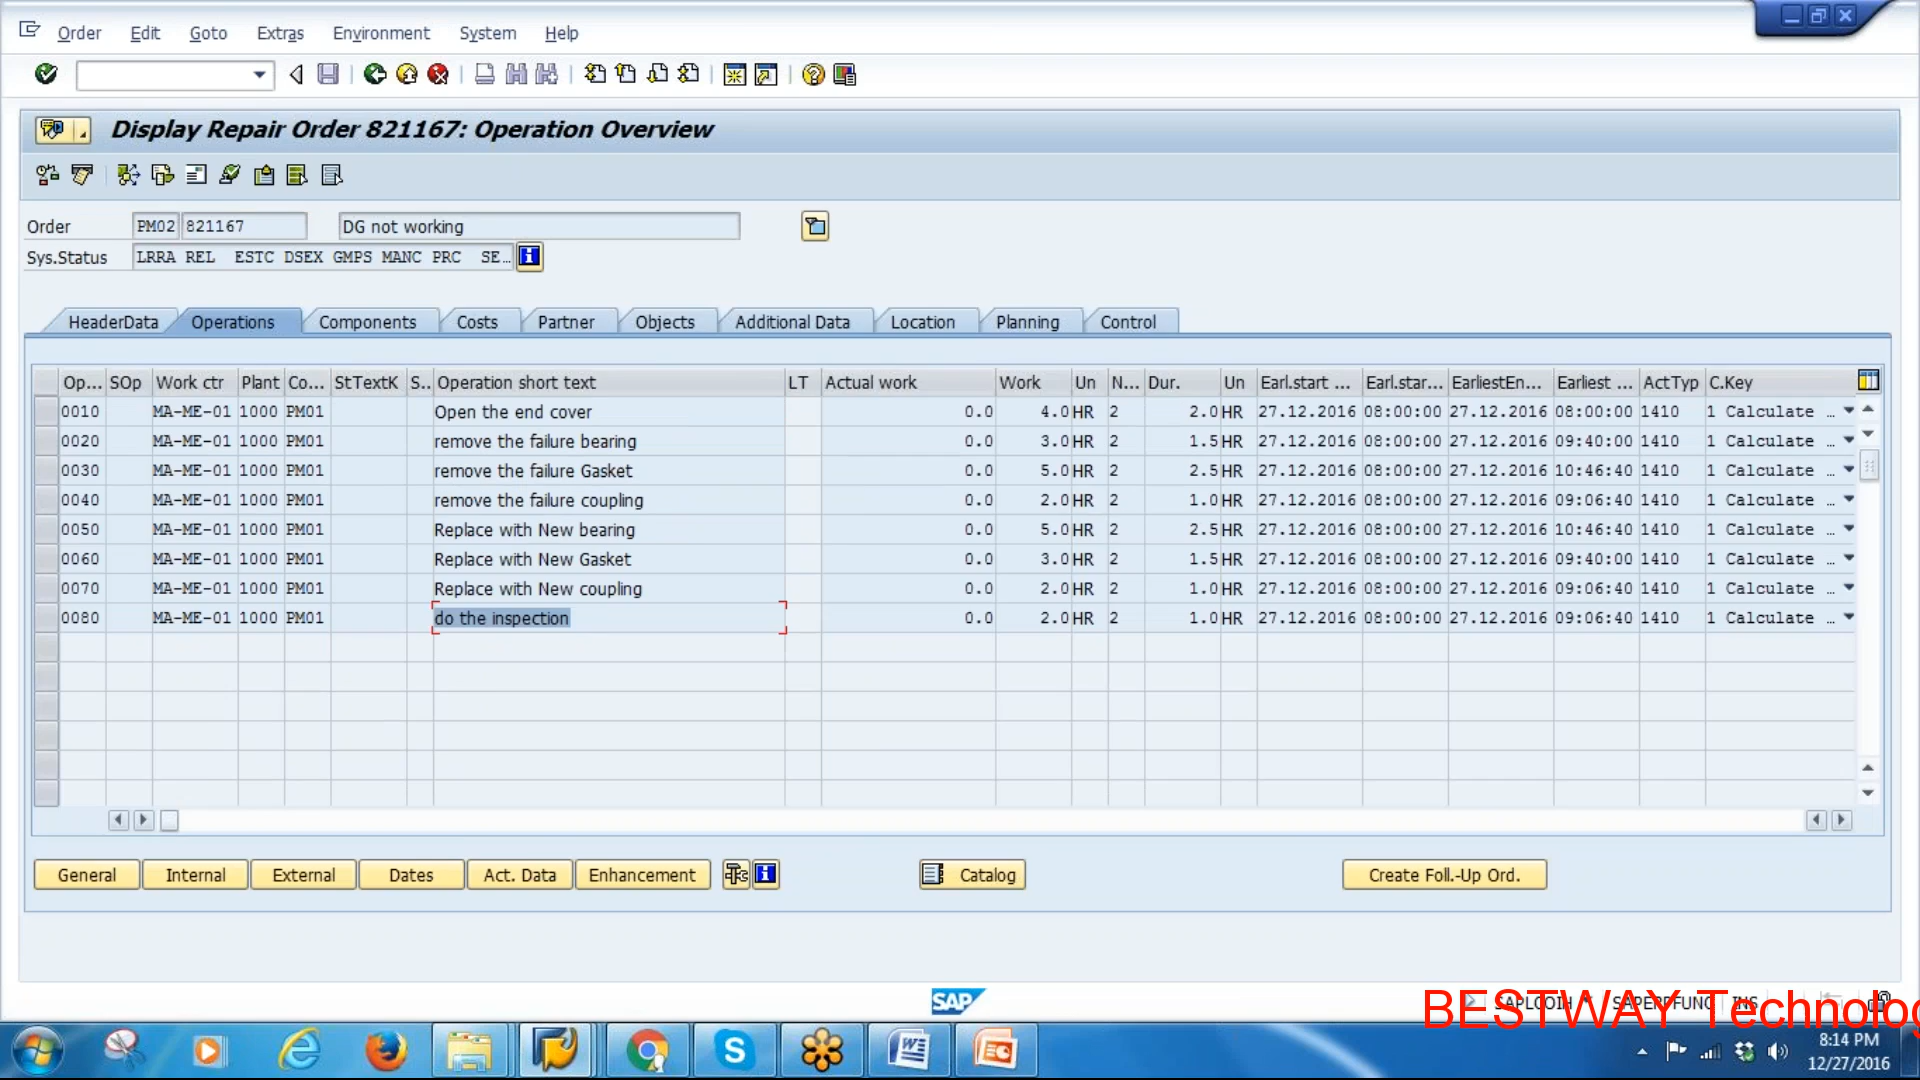 Order Edit Goto Extras Environment System Help
Display Repair Order 821167: Operation Overview
Order PM02 821167 DG not working
Sys.Status LRRA REL ESTC DSEX GMPS MANC PRC SE...
HeaderData Operations Components Costs Partner Objects Additional Data Location Planning Control
Op... SOp Work ctr Plant Co... StTextK S.. Operation short text LT Actual work Work Un N... Dur. Un Earl.start ... Earl.star... EarliestEn... Earliest ... ActTyp C.Key
0010 MA-ME-01 1000 PM01 Open the end cover 0.0 4.0 HR 2 2.0 HR 27.12.2016 08:00:00 27.12.2016 08:00:00 1410 1 Calculate ...
0020 MA-ME-01 1000 PM01 remove the failure bearing 0.0 3.0 HR 2 1.5 HR 27.12.2016 08:00:00 27.12.2016 09:40:00 1410 1 Calculate ...
0030 MA-ME-01 1000 PM01 remove the failure Gasket 0.0 5.0 HR 2 2.5 HR 27.12.2016 08:00:00 27.12.2016 10:46:40 1410 1 Calculate ...
0040 MA-ME-01 1000 PM01 remove the failure coupling 0.0 2.0 HR 2 1.0 HR 27.12.2016 08:00:00 27.12.2016 09:06:40 1410 1 Calculate ...
0050 MA-ME-01 1000 PM01 Replace with New bearing 0.0 5.0 HR 2 2.5 HR 27.12.2016 08:00:00 27.12.2016 10:46:40 1410 1 Calculate ...
0060 MA-ME-01 1000 PM01 Replace with New Gasket 0.0 3.0 HR 2 1.5 HR 27.12.2016 08:00:00 27.12.2016 09:40:00 1410 1 Calculate ...
0070 MA-ME-01 1000 PM01 Replace with New coupling 0.0 2.0 HR 2 1.0 HR 27.12.2016 08:00:00 27.12.2016 09:06:40 1410 1 Calculate ...
0080 MA-ME-01 1000 PM01 do the inspection 0.0 2.0 HR 2 1.0 HR 27.12.2016 08:00:00 27.12.2016 09:06:40 1410 1 Calculate ...
General Internal External Dates Act. Data Enhancement Catalog Create Foll.-Up Ord.
SAP
BESTWAY Technolog
8:14 PM
12/27/2016